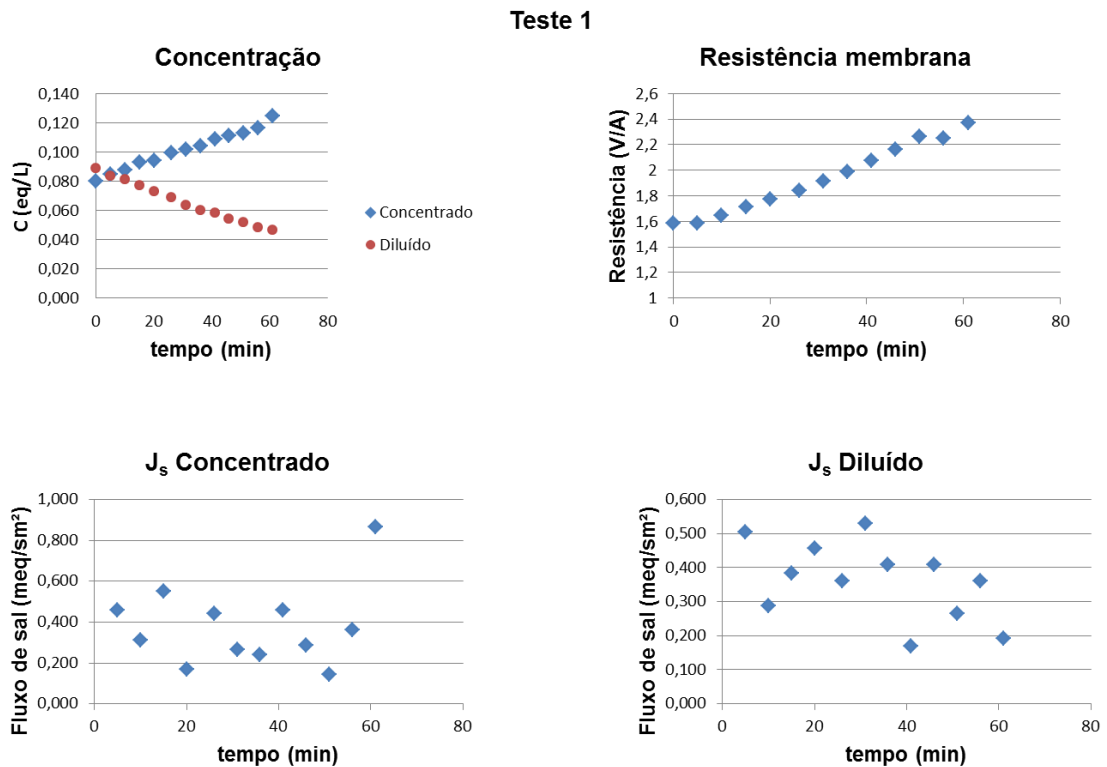 Teste 1
Concentração
C (eq/L)
0,140
0,120
0,100
0,080
0,060
0,040
0,020
0,000
0 20 40 60 80
tempo (min)
Concentrado
Diluído
Resistência membrana
Resistência (V/A)
2,6
2,4
2,2
2
1,8
1,6
1,4
1,2
1
0 20 40 60 80
tempo (min)
Js Concentrado
Fluxo de sal (meq/sm²)
1,000
0,800
0,600
0,400
0,200
0,000
0 20 40 60 80
tempo (min)
Js Diluído
Fluxo de sal (meq/sm²)
0,600
0,500
0,400
0,300
0,200
0,100
0,000
0 20 40 60 80
tempo (min)